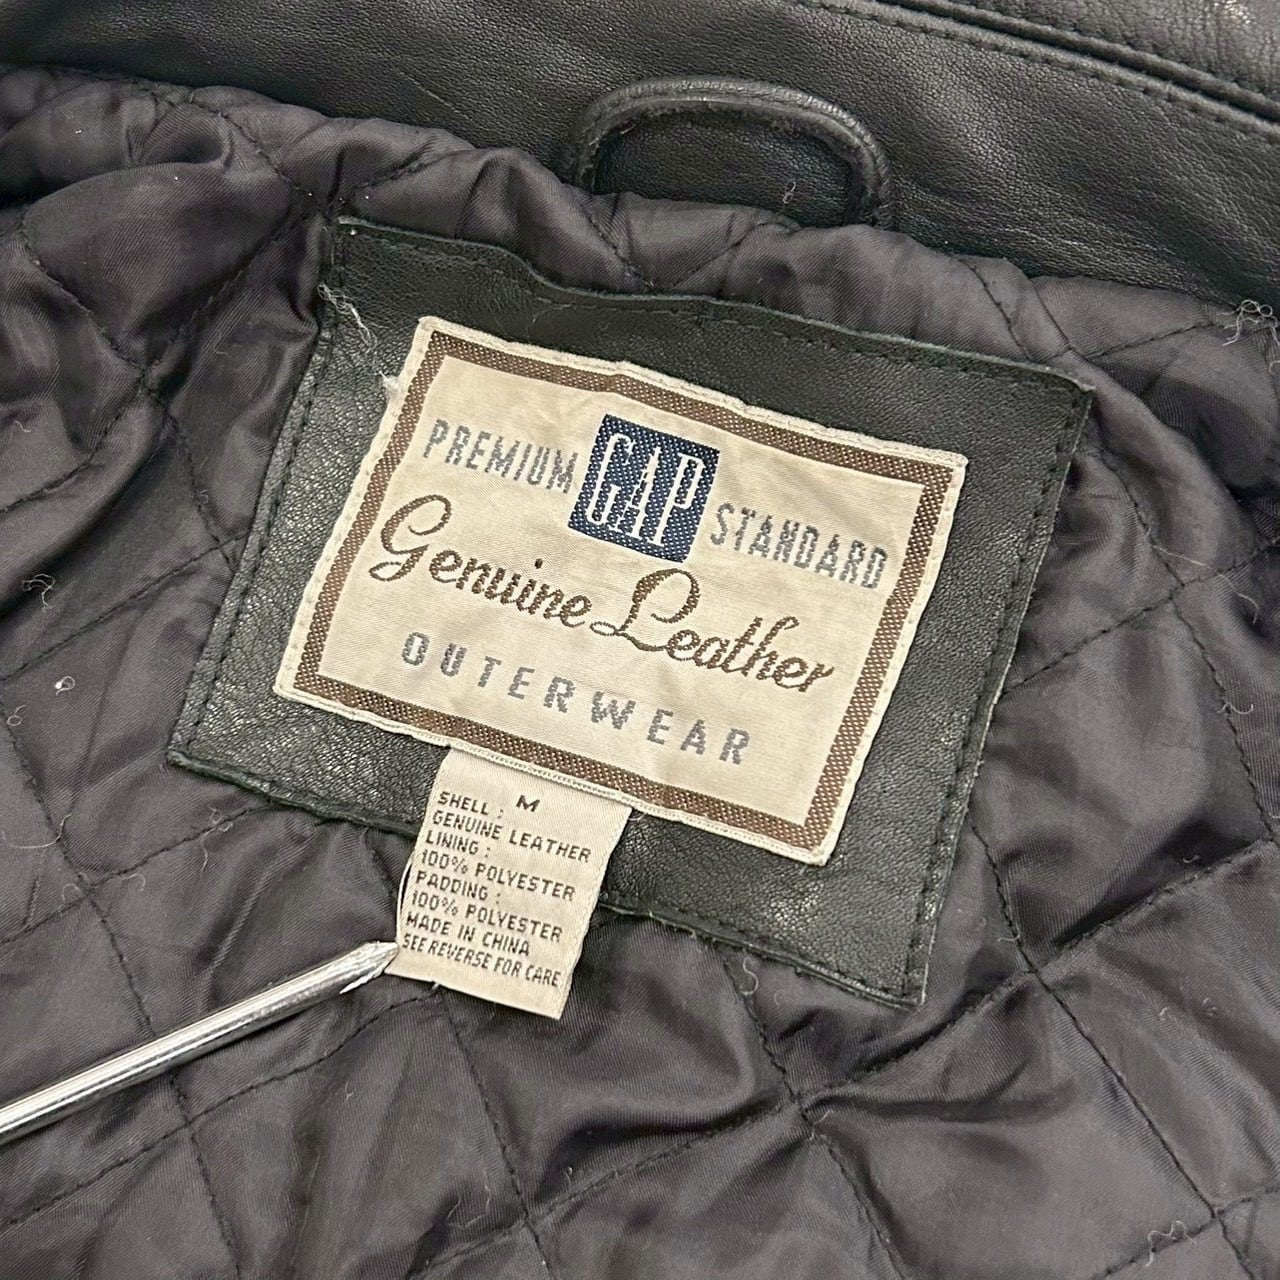 PREMIUM GAP STANDARD
Genuine Leather
OUTERWEAR
M
SHELL :
GENUINE LEATHER
LINING :
100% POLYESTER
PADDING :
100% POLYESTER
MADE IN CHINA
SEE REVERSE FOR CARE